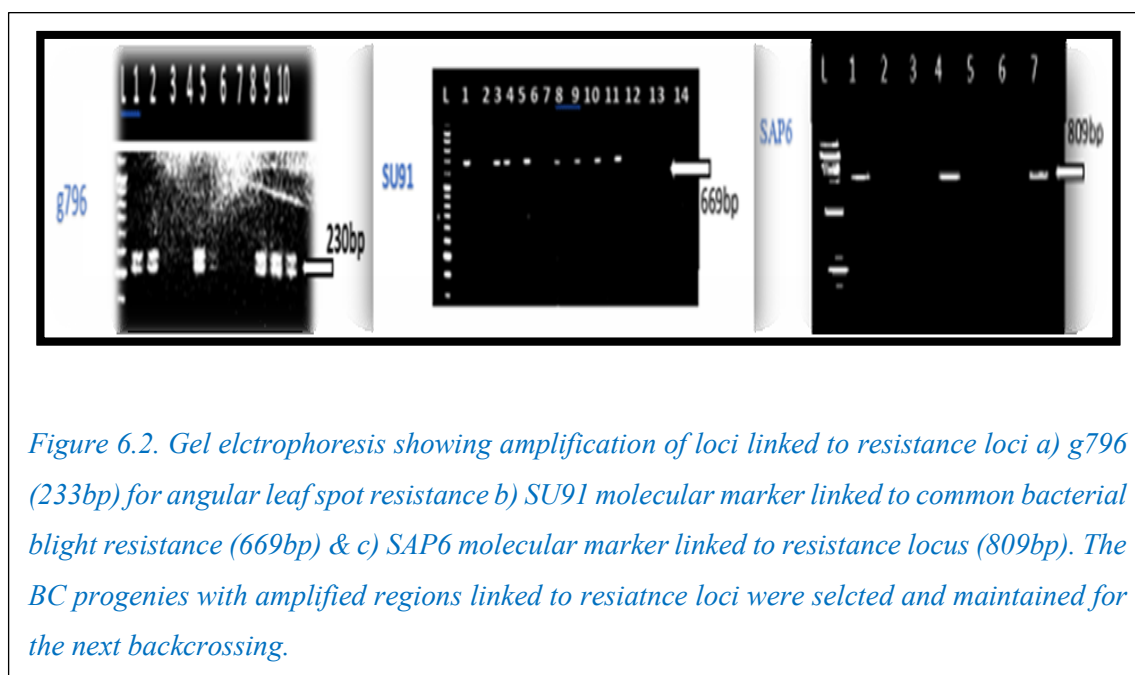 L 1 2 3 4 5 6 7 8 9 10
g796
230bp
L 1 2 3 4 5 6 7 8 9 10 11 12 13 14
SU91
669bp
L 1 2 3 4 5 6 7
SAP6
809bp
Figure 6.2. Gel elctrophoresis showing amplification of loci linked to resistance loci a) g796
(233bp) for angular leaf spot resistance b) SU91 molecular marker linked to common bacterial
blight resistance (669bp) & c) SAP6 molecular marker linked to resistance locus (809bp). The
BC progenies with amplified regions linked to resiatnce loci were selcted and maintained for
the next backcrossing.